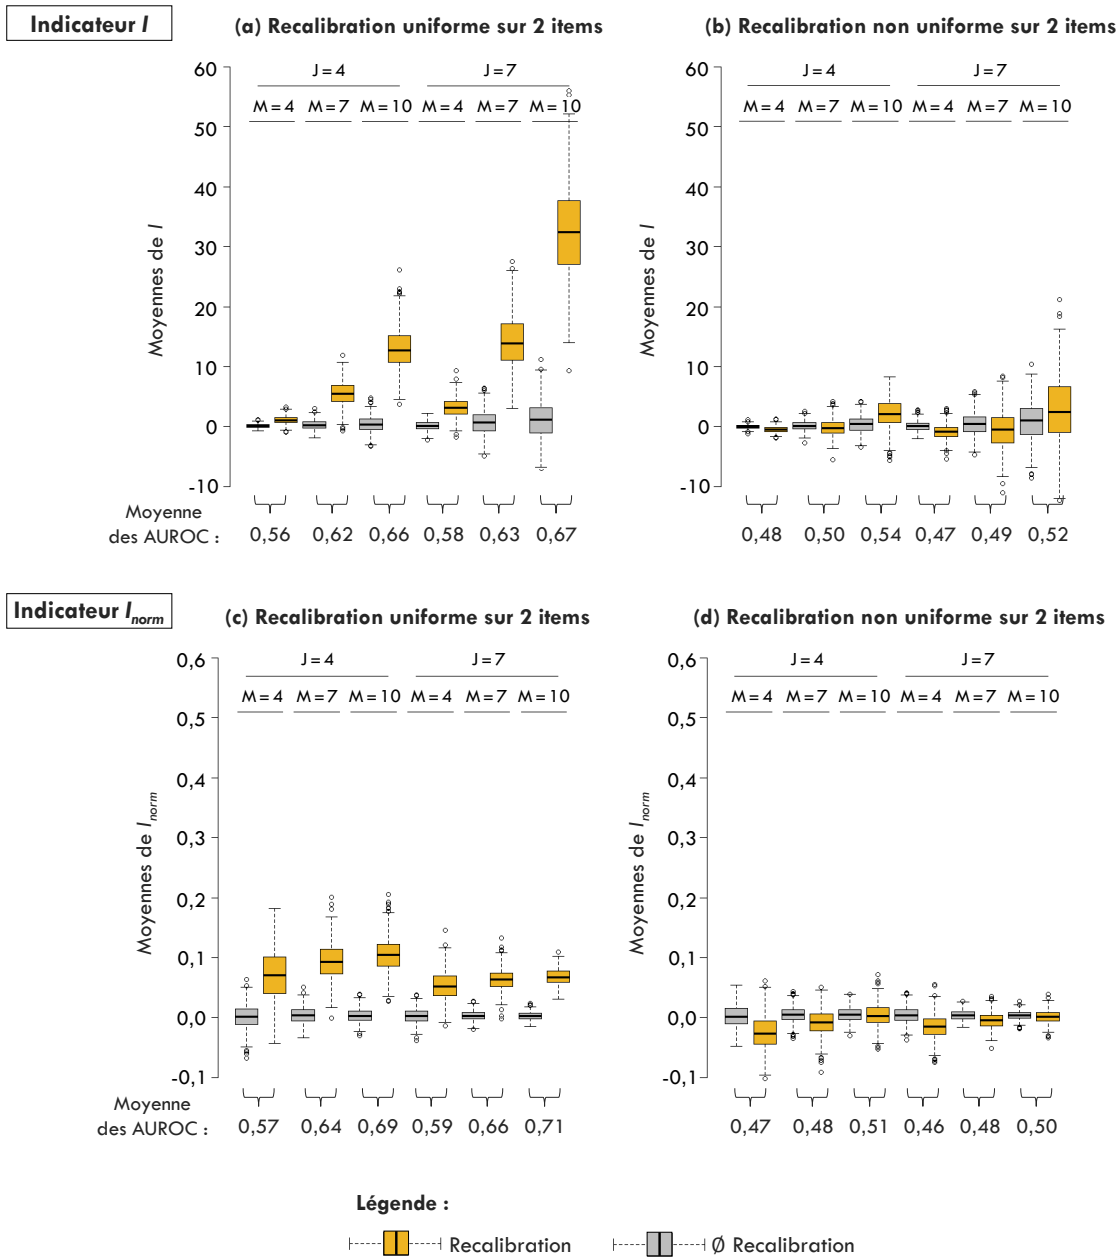 Indicateur I
(a) Recalibration uniforme sur 2 items
(b) Recalibration non uniforme sur 2 items
J = 4
J = 7
M = 4
M = 7
M = 10
M = 4
M = 7
M = 10
60
50
40
30
20
10
0
-10
Moyennes de I
Moyenne
des AUROC :
0,56
0,62
0,66
0,58
0,63
0,67
J = 4
J = 7
M = 4
M = 7
M = 10
M = 4
M = 7
M = 10
60
50
40
30
20
10
0
-10
Moyennes de I
0,48
0,50
0,54
0,47
0,49
0,52
Indicateur Inorm
(c) Recalibration uniforme sur 2 items
(d) Recalibration non uniforme sur 2 items
J = 4
J = 7
M = 4
M = 7
M = 10
M = 4
M = 7
M = 10
0,6
0,5
0,4
0,3
0,2
0,1
0,0
-0,1
Moyennes de Inorm
Moyenne
des AUROC :
0,57
0,64
0,69
0,59
0,66
0,71
J = 4
J = 7
M = 4
M = 7
M = 10
M = 4
M = 7
M = 10
0,6
0,5
0,4
0,3
0,2
0,1
0,0
-0,1
Moyennes de Inorm
0,47
0,48
0,51
0,46
0,48
0,50
Légende :
Recalibration
Ø Recalibration